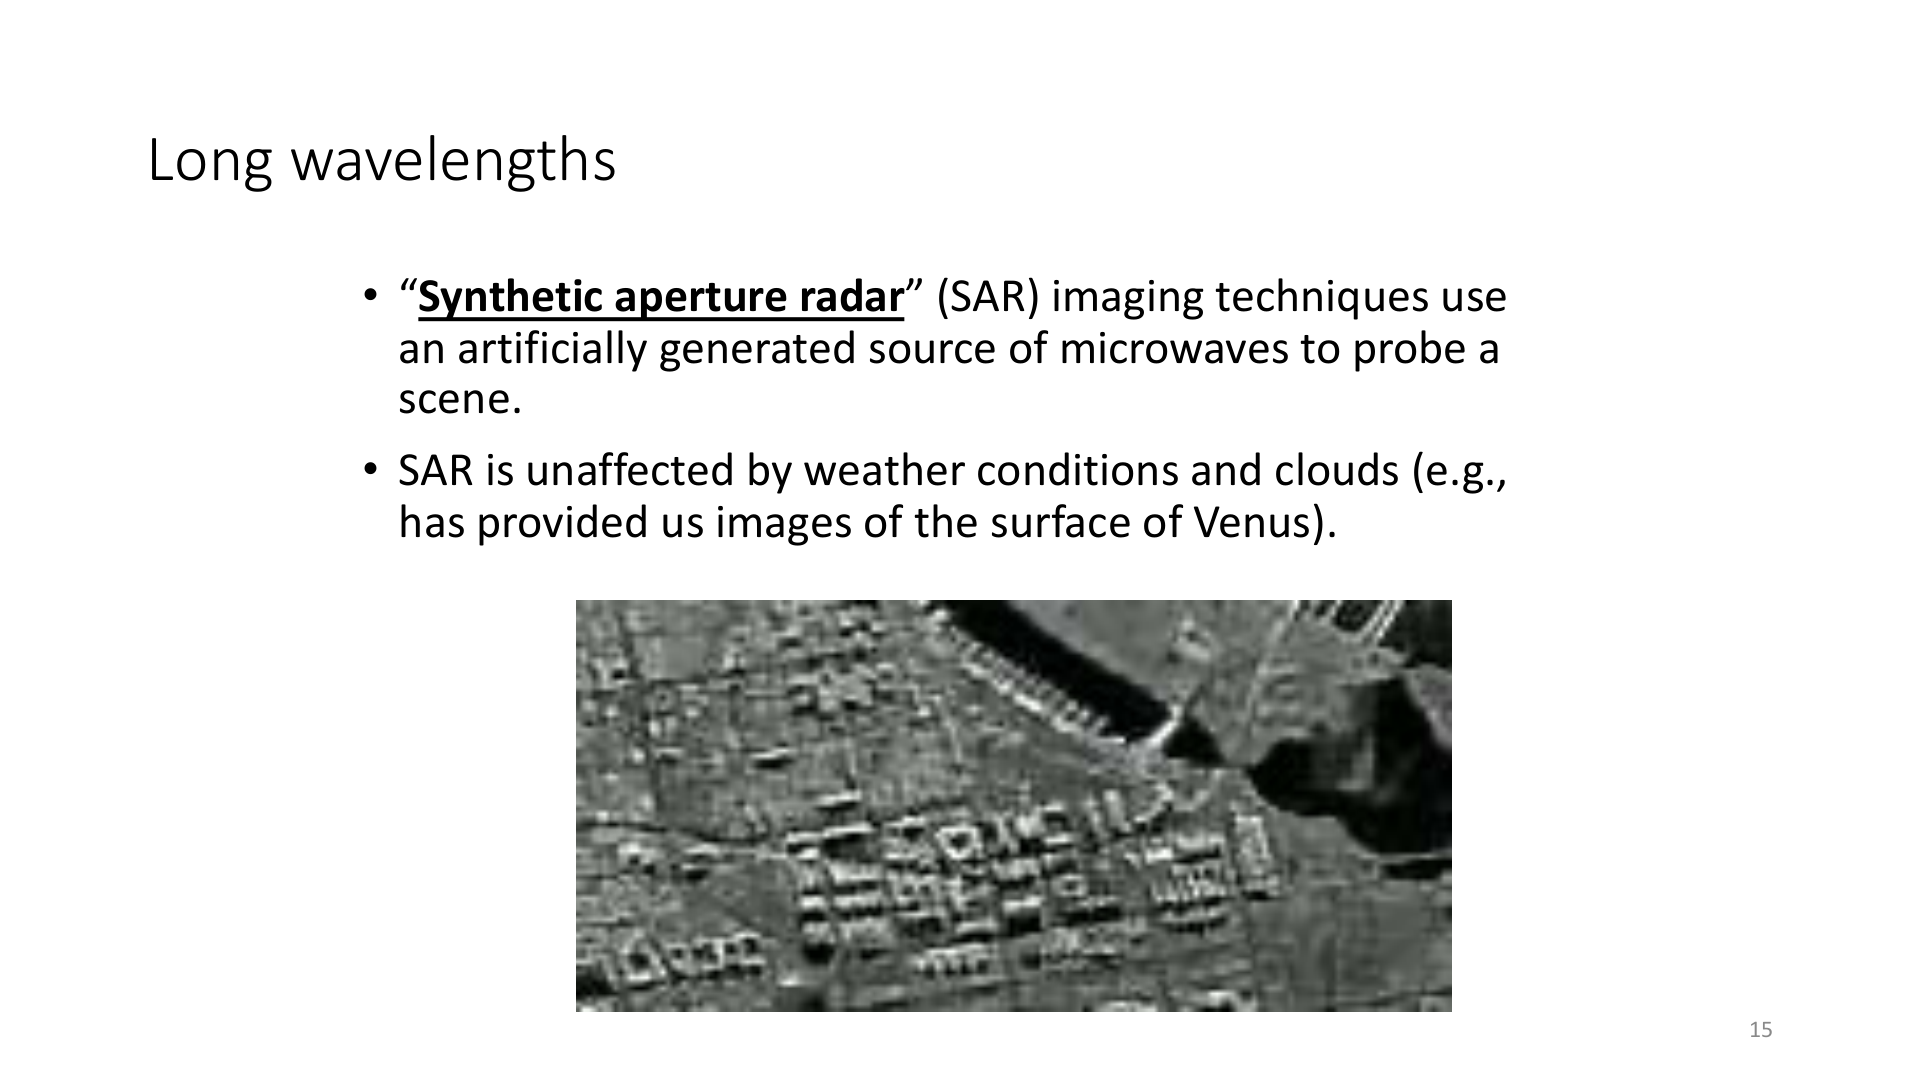 Long wavelengths
• “Synthetic aperture radar” (SAR) imaging techniques use
an artificially generated source of microwaves to probe a
scene.
• SAR is unaffected by weather conditions and clouds (e.g.,
has provided us images of the surface of Venus).
15